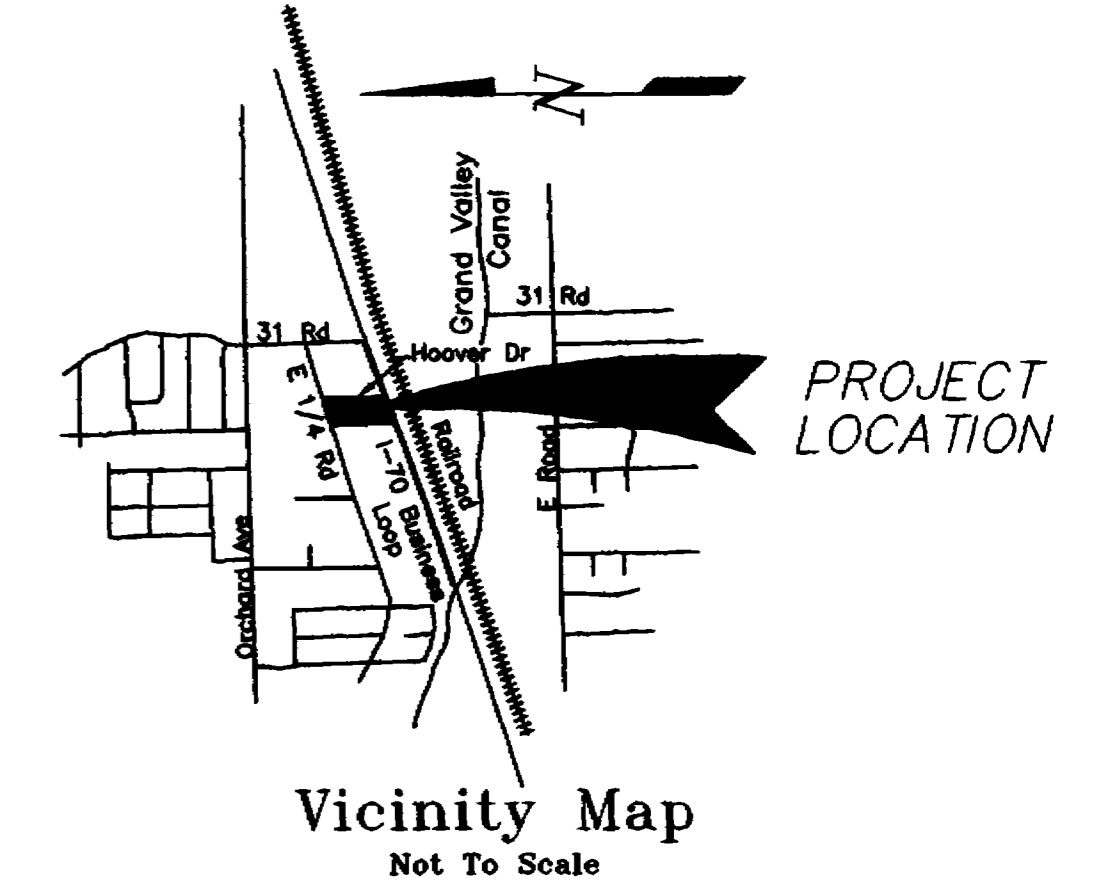 N
Grand Valley
Canal
31 Rd
31 Rd
Hoover Dr
E 1/4 Rd
PROJECT
LOCATION
Railroad
I-70 Business
Loop
E Road
Orchard Ave
Vicinity Map
Not To Scale